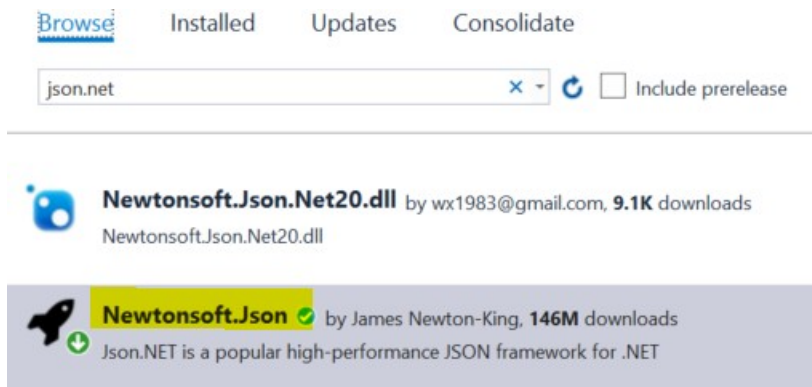 Browse Installed Updates Consolidate
json.net Include prerelease
Newtonsoft.Json.Net20.dll by wx1983@gmail.com, 9.1K downloads
Newtonsoft.Json.Net20.dll
Newtonsoft.Json by James Newton-King, 146M downloads
Json.NET is a popular high-performance JSON framework for .NET